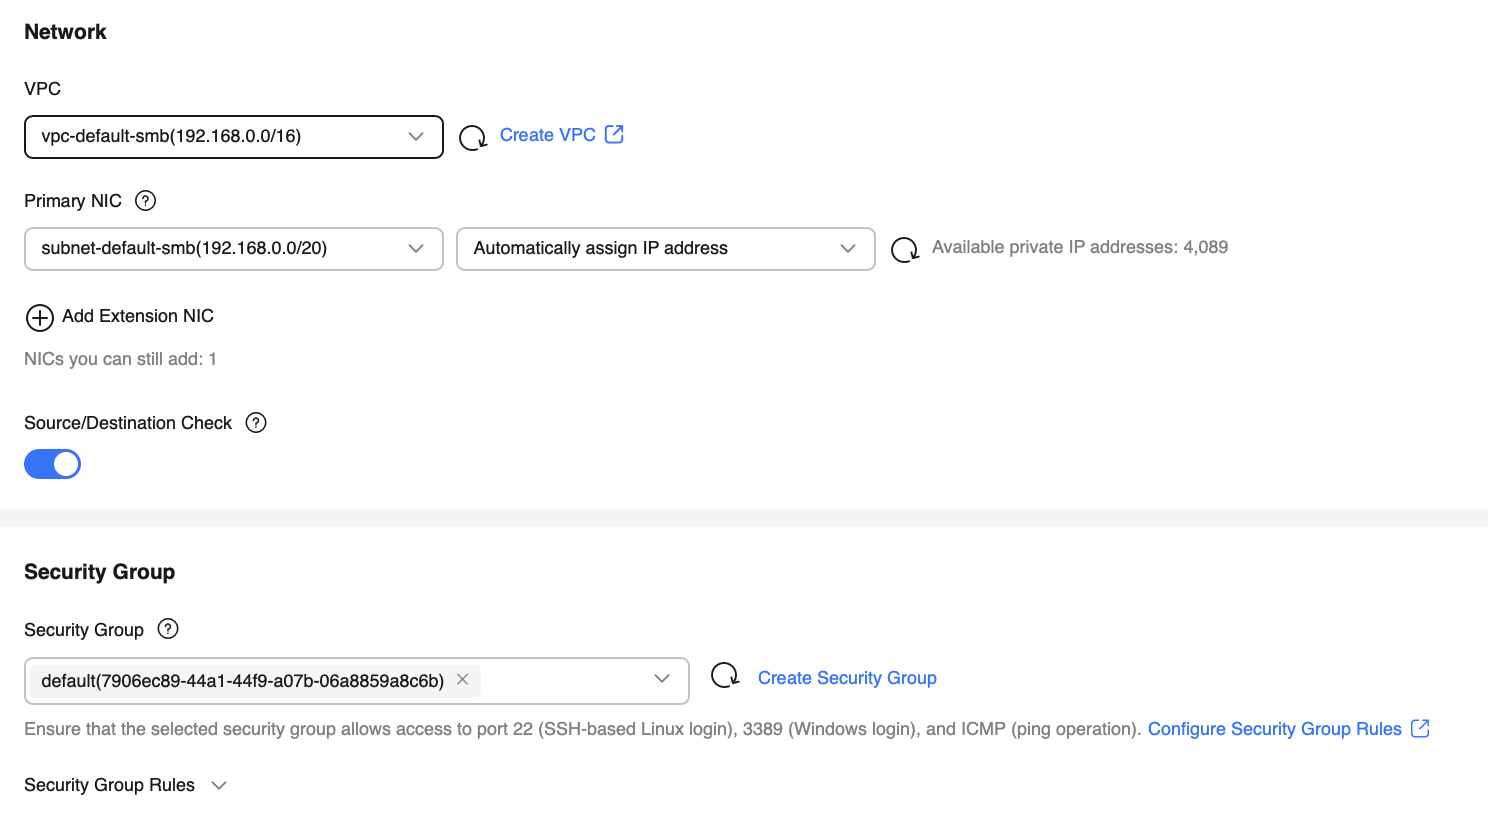 Network
VPC
vpc-default-smb(192.168.0.0/16)
Create VPC
Primary NIC ?
subnet-default-smb(192.168.0.0/20)
Automatically assign IP address
Available private IP addresses: 4,089
Add Extension NIC
NICs you can still add: 1
Source/Destination Check ?
Security Group
Security Group ?
default(7906ec89-44a1-44f9-a07b-06a8859a8c6b)
Create Security Group
Ensure that the selected security group allows access to port 22 (SSH-based Linux login), 3389 (Windows login), and ICMP (ping operation). Configure Security Group Rules
Security Group Rules